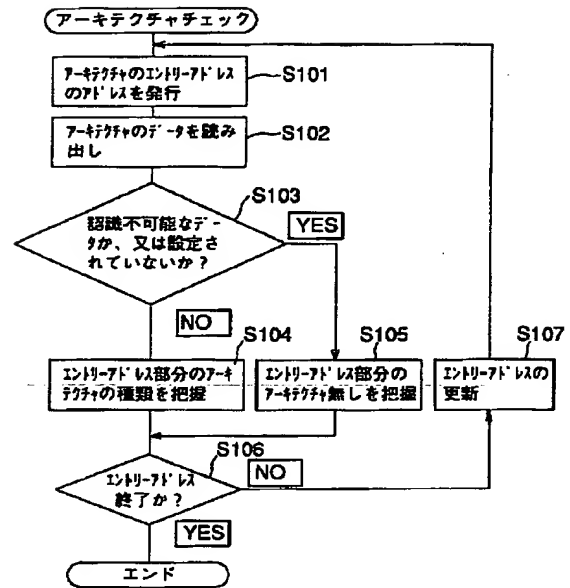 アーキテクチャチェック
アーキテクチャのエントリーアドレス
のアドレスを発行
S101
アーキテクチャのデータを読み
出し
S102
S103
認識不可能なデー
タか、又は設定さ
れていないか？
YES
NO
S104
エントリーアドレス部分のアーキ
テクチャの種類を把握
S105
エントリーアドレス部分の
アーキテクチャ無しを把握
S107
エントリーアドレスの
更新
S106
エントリーアドレス
終了か？
NO
YES
エンド